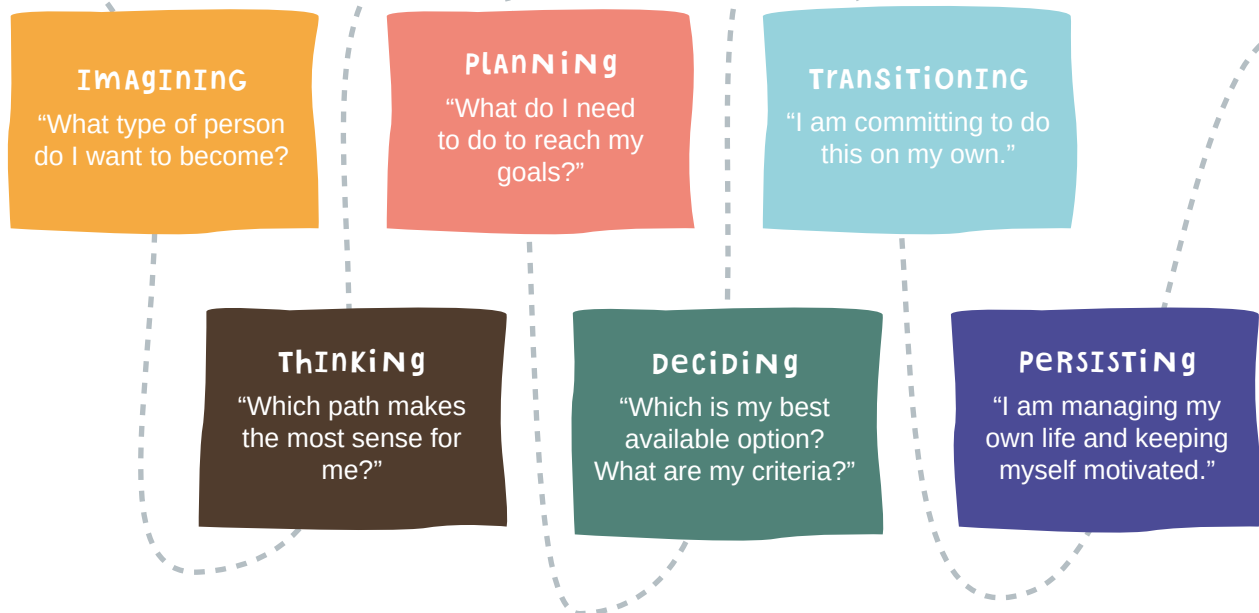 Imagining
“What type of person
do I want to become?
Thinking
“Which path makes
the most sense for
me?”
Planning
“What do I need
to do to reach my
goals?”
Deciding
“Which is my best
available option?
What are my criteria?”
Transitioning
“I am committing to do
this on my own.”
Persisting
“I am managing my
own life and keeping
myself motivated.”